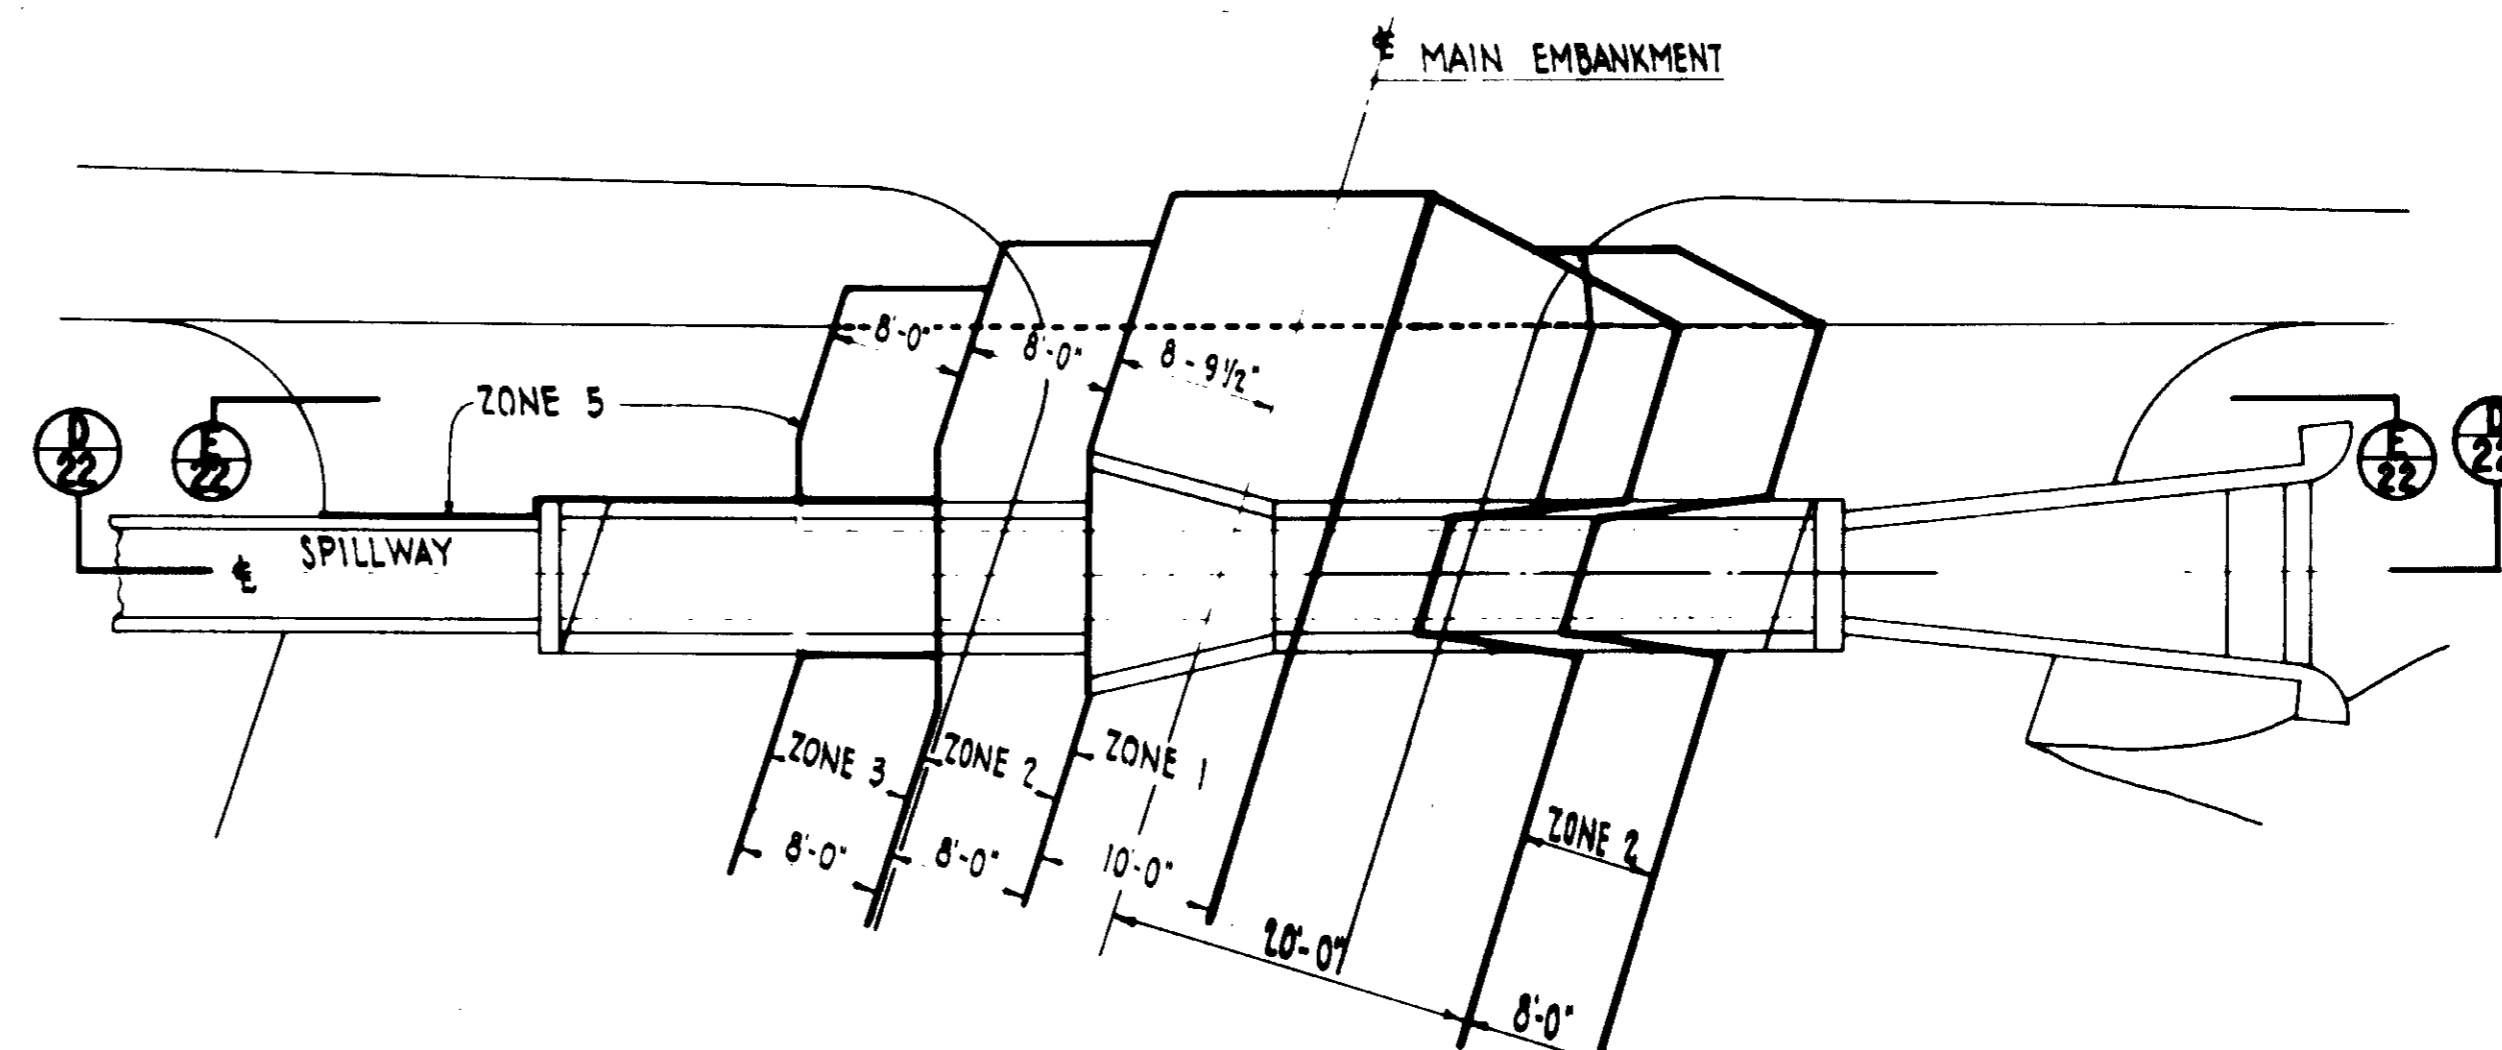 ℄ MAIN EMBANKMENT
8'-0"
8'-0"
8-9½"
ZONE 5
D
22
E
22
E
22
D
22
SPILLWAY
℄
ZONE 3
ZONE 2
ZONE 1
ZONE 2
8'-0"
8'-0"
10'-0"
20'-0"
8'-0"